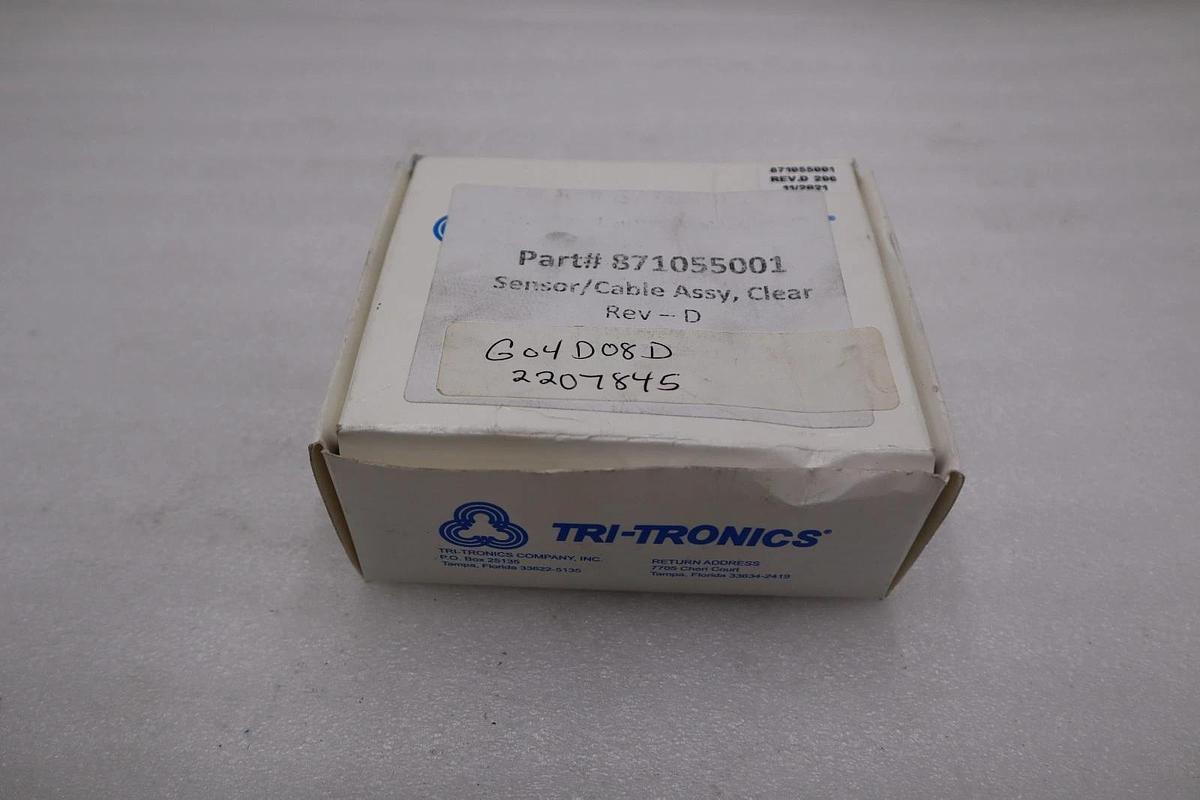 871055001
REV.D 206
11/2021
Part# 871055001
Sensor/Cable Assy, Clear
Rev – D
G04D08D
2207845
TRI-TRONICS®
TRI-TRONICS COMPANY, INC.
P.O. Box 25135
Tampa, Florida 33622-5135
RETURN ADDRESS
7705 Cheri Court
Tampa, Florida 33634-2419